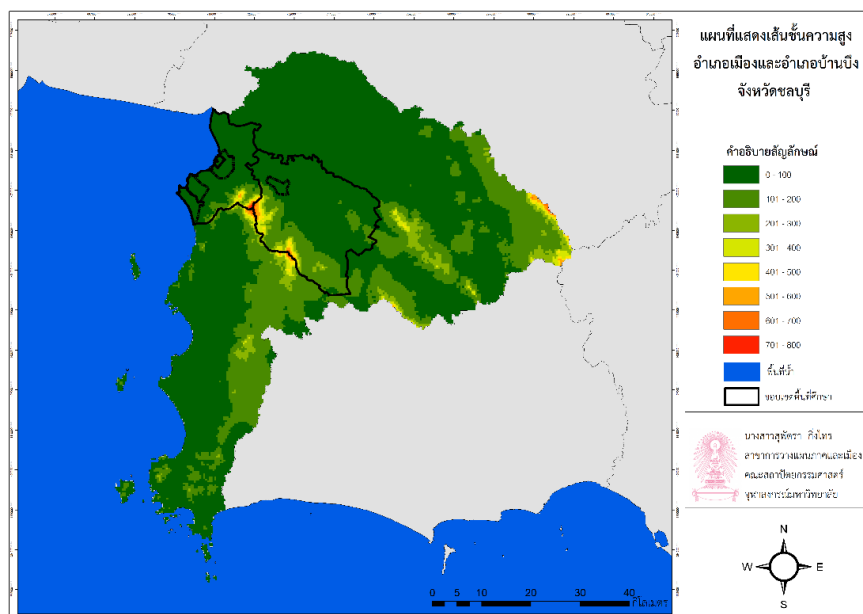 แผนที่แสดงเส้นชั้นความสูง
อำเภอเมืองและอำเภอบ้านบึง
จังหวัดชลบุรี
คำอธิบายสัญลักษณ์
0 - 100
101 - 200
201 - 300
301 - 400
401 - 500
501 - 600
601 - 700
701 - 800
พื้นที่น้ำ
ขอบเขตพื้นที่ศึกษา
นางสาวสุพัตรา กิ่งไทร
สาขาการวางแผนภาคและเมือง
คณะสถาปัตยกรรมศาสตร์
จุฬาลงกรณ์มหาวิทยาลัย
N
W E
S
0 5 10 20 30 40
กิโลเมตร